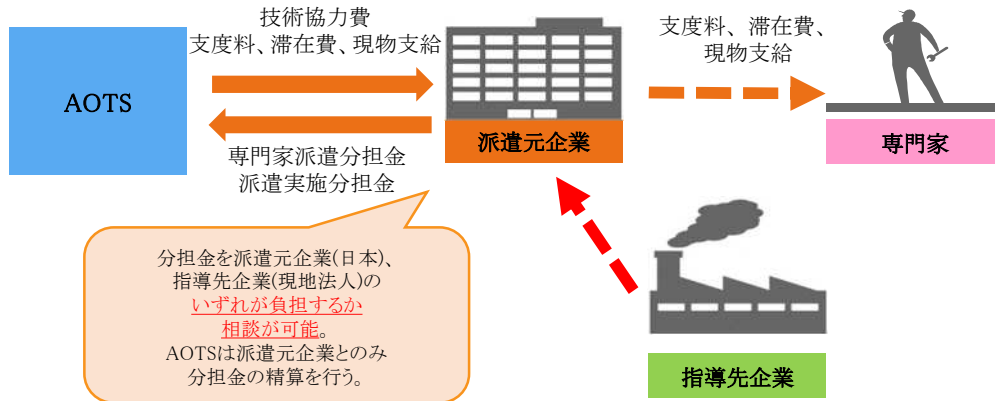 技術協力費
支度料、滞在費、現物支給
AOTS
専門家派遣分担金
派遣実施分担金
派遣元企業
支度料、滞在費、
現物支給
専門家
分担金を派遣元企業(日本)、
指導先企業(現地法人)の
いずれが負担するか
相談が可能。
AOTSは派遣元企業とのみ
分担金の精算を行う。
指導先企業